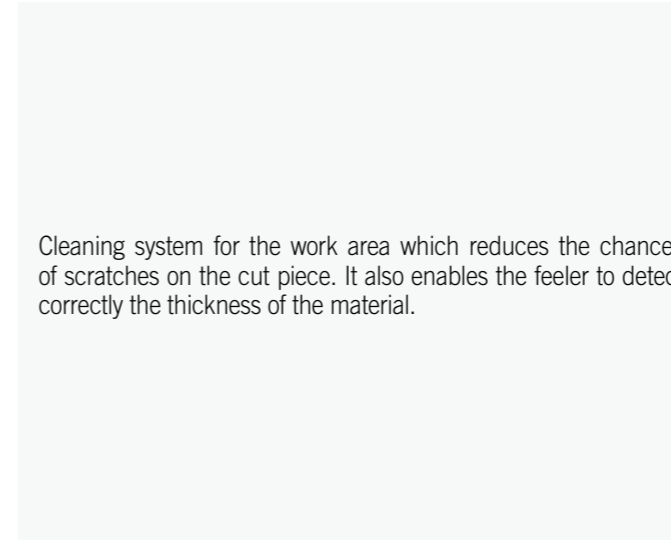 Cleaning system for the work area which reduces the chance
of scratches on the cut piece. It also enables the feeler to detec
correctly the thickness of the material.